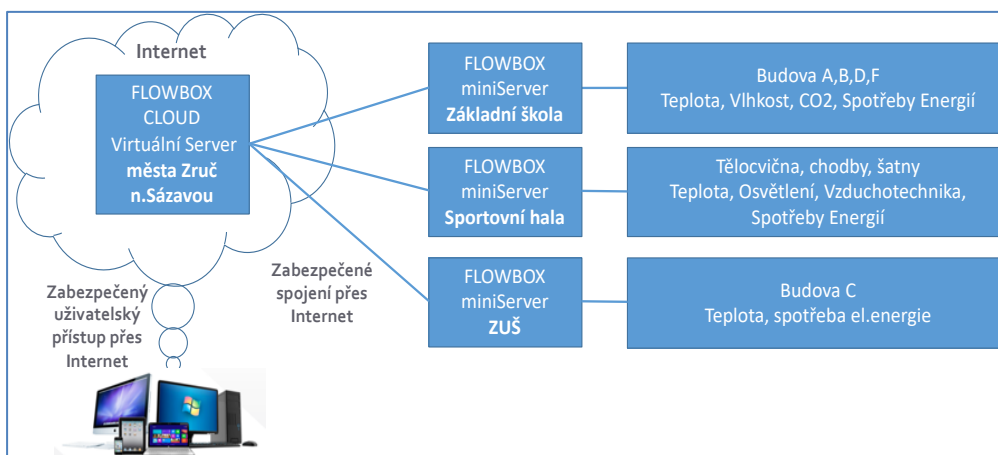 Internet
FLOWBOX
CLOUD
Virtuální Server
města Zruč
n.Sázavou
Zabezpečený
uživatelský
přístup přes
Internet
Zabezpečené
spojení přes
Internet
FLOWBOX
miniServer
Základní škola
Budova A,B,D,F
Teplota, Vlhkost, CO2, Spotřeby Energií
FLOWBOX
miniServer
Sportovní hala
Tělocvična, chodby, šatny
Teplota, Osvětlení, Vzduchotechnika,
Spotřeby Energií
FLOWBOX
miniServer
ZUŠ
Budova C
Teplota, spotřeba el.energie